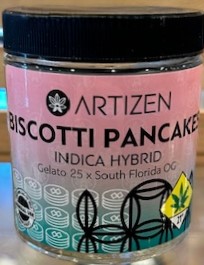 ARTIZEN
BISCOTTI PANCAKES
INDICA HYBRID
Gelato 25 x South Florida OG